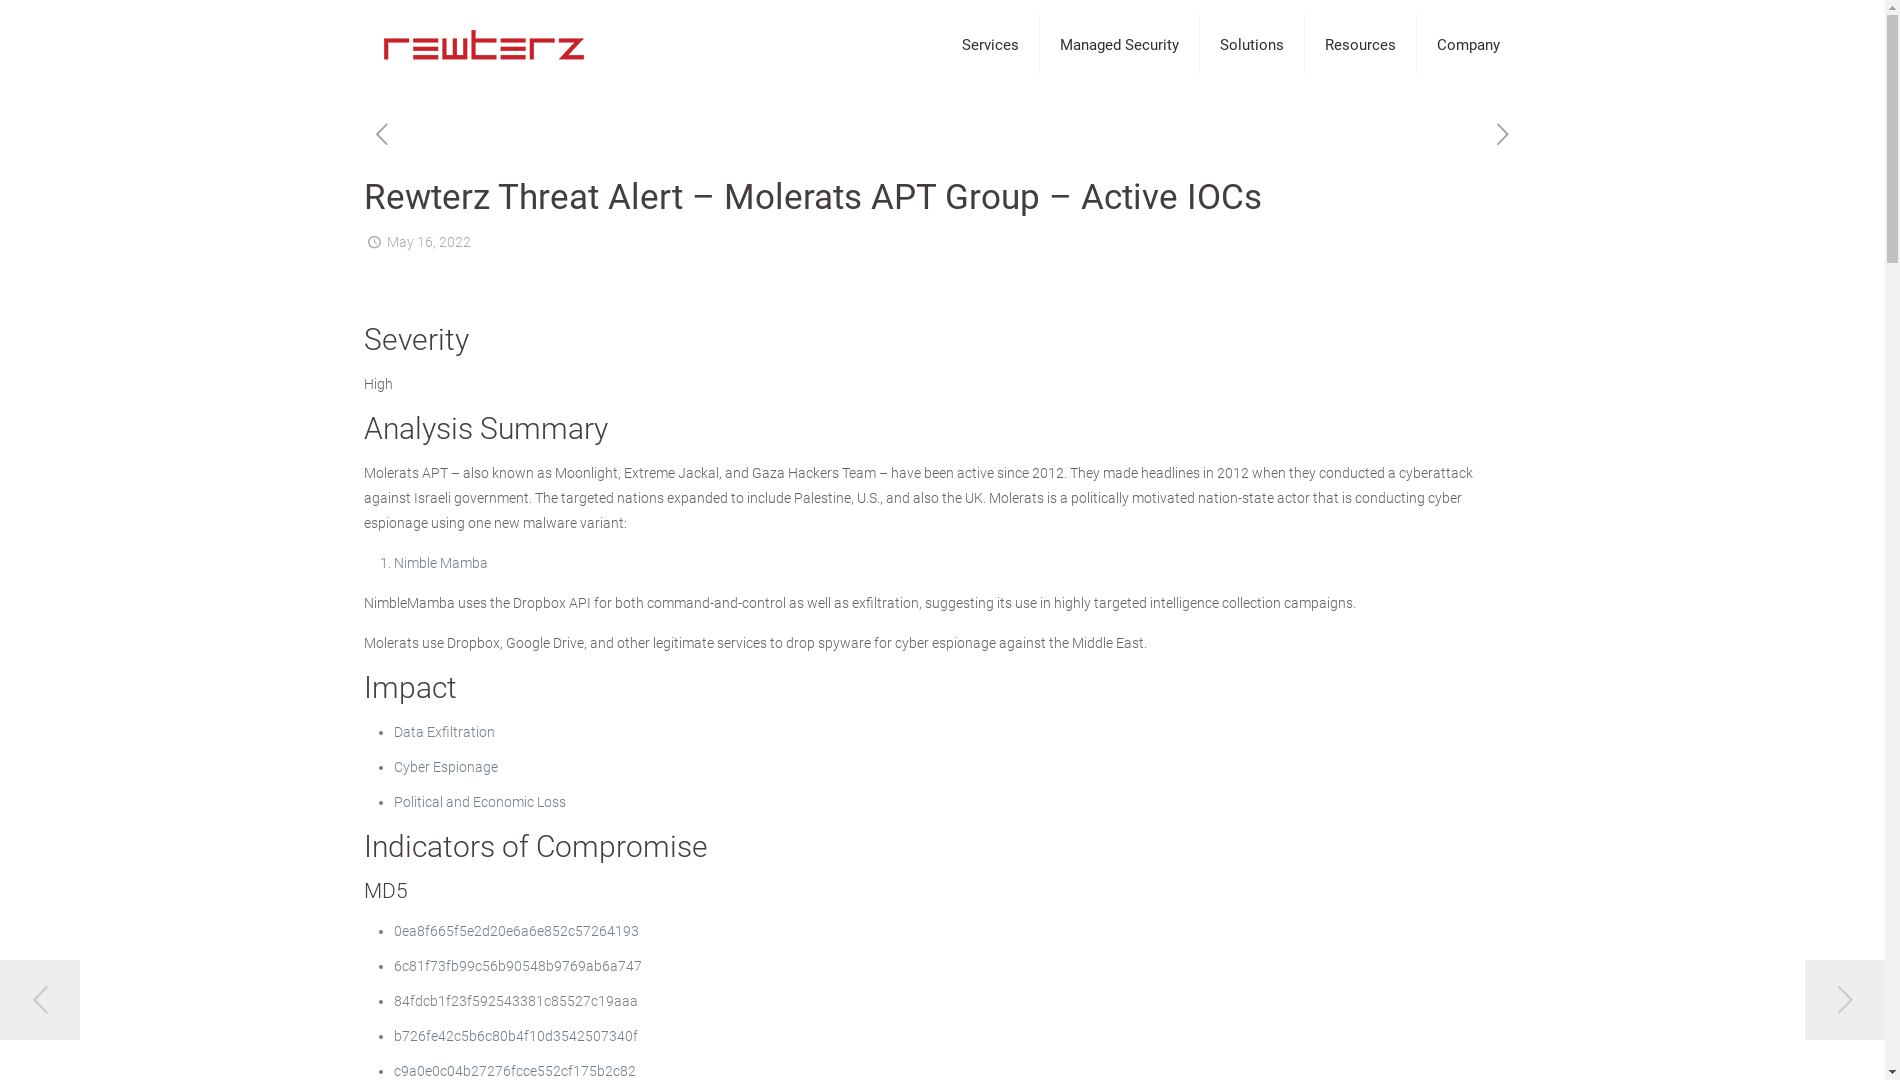 rewterz
Services
Managed Security
Solutions
Resources
Company
Rewterz Threat Alert – Molerats APT Group – Active IOCs
May 16, 2022
Severity
High
Analysis Summary
Molerats APT – also known as Moonlight, Extreme Jackal, and Gaza Hackers Team – have been active since 2012. They made headlines in 2012 when they conducted a cyberattack
against Israeli government. The targeted nations expanded to include Palestine, U.S., and also the UK. Molerats is a politically motivated nation-state actor that is conducting cyber
espionage using one new malware variant:
1. Nimble Mamba
NimbleMamba uses the Dropbox API for both command-and-control as well as exfiltration, suggesting its use in highly targeted intelligence collection campaigns.
Molerats use Dropbox, Google Drive, and other legitimate services to drop spyware for cyber espionage against the Middle East.
Impact
• Data Exfiltration
• Cyber Espionage
• Political and Economic Loss
Indicators of Compromise
MD5
• 0ea8f665f5e2d20e6a6e852c57264193
• 6c81f73fb99c56b90548b9769ab6a747
• 84fdcb1f23f592543381c85527c19aaa
• b726fe42c5b6c80b4f10d3542507340f
• c9a0e0c04b27276fcce552cf175b2c82